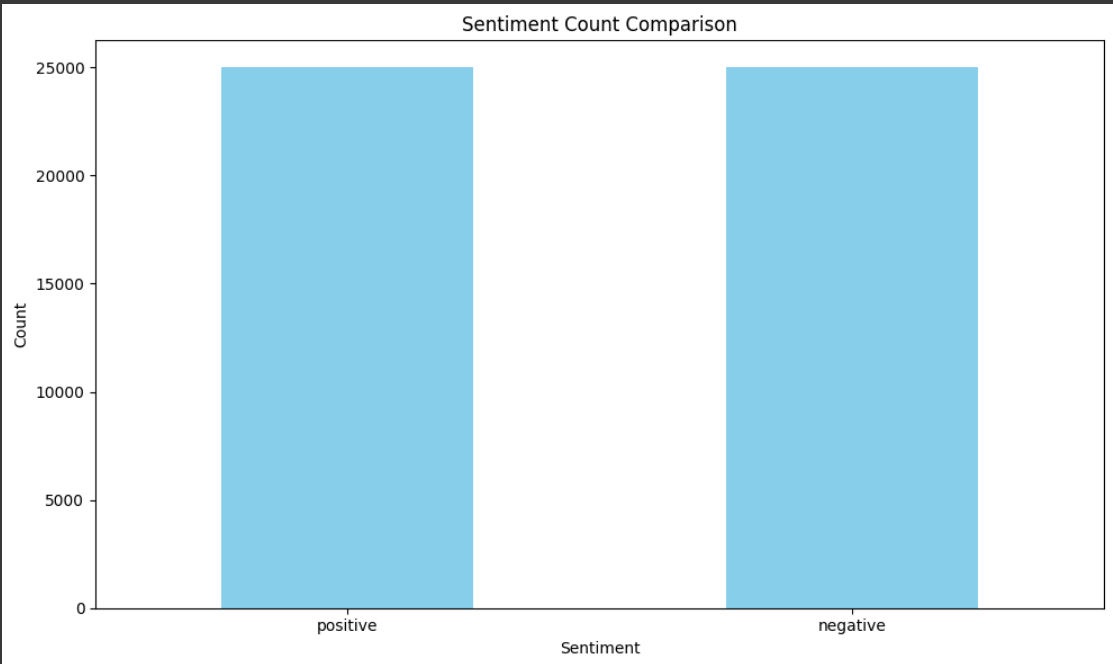 Sentiment Count Comparison
25000
20000
15000
10000
5000
0
Count
positive negative
Sentiment